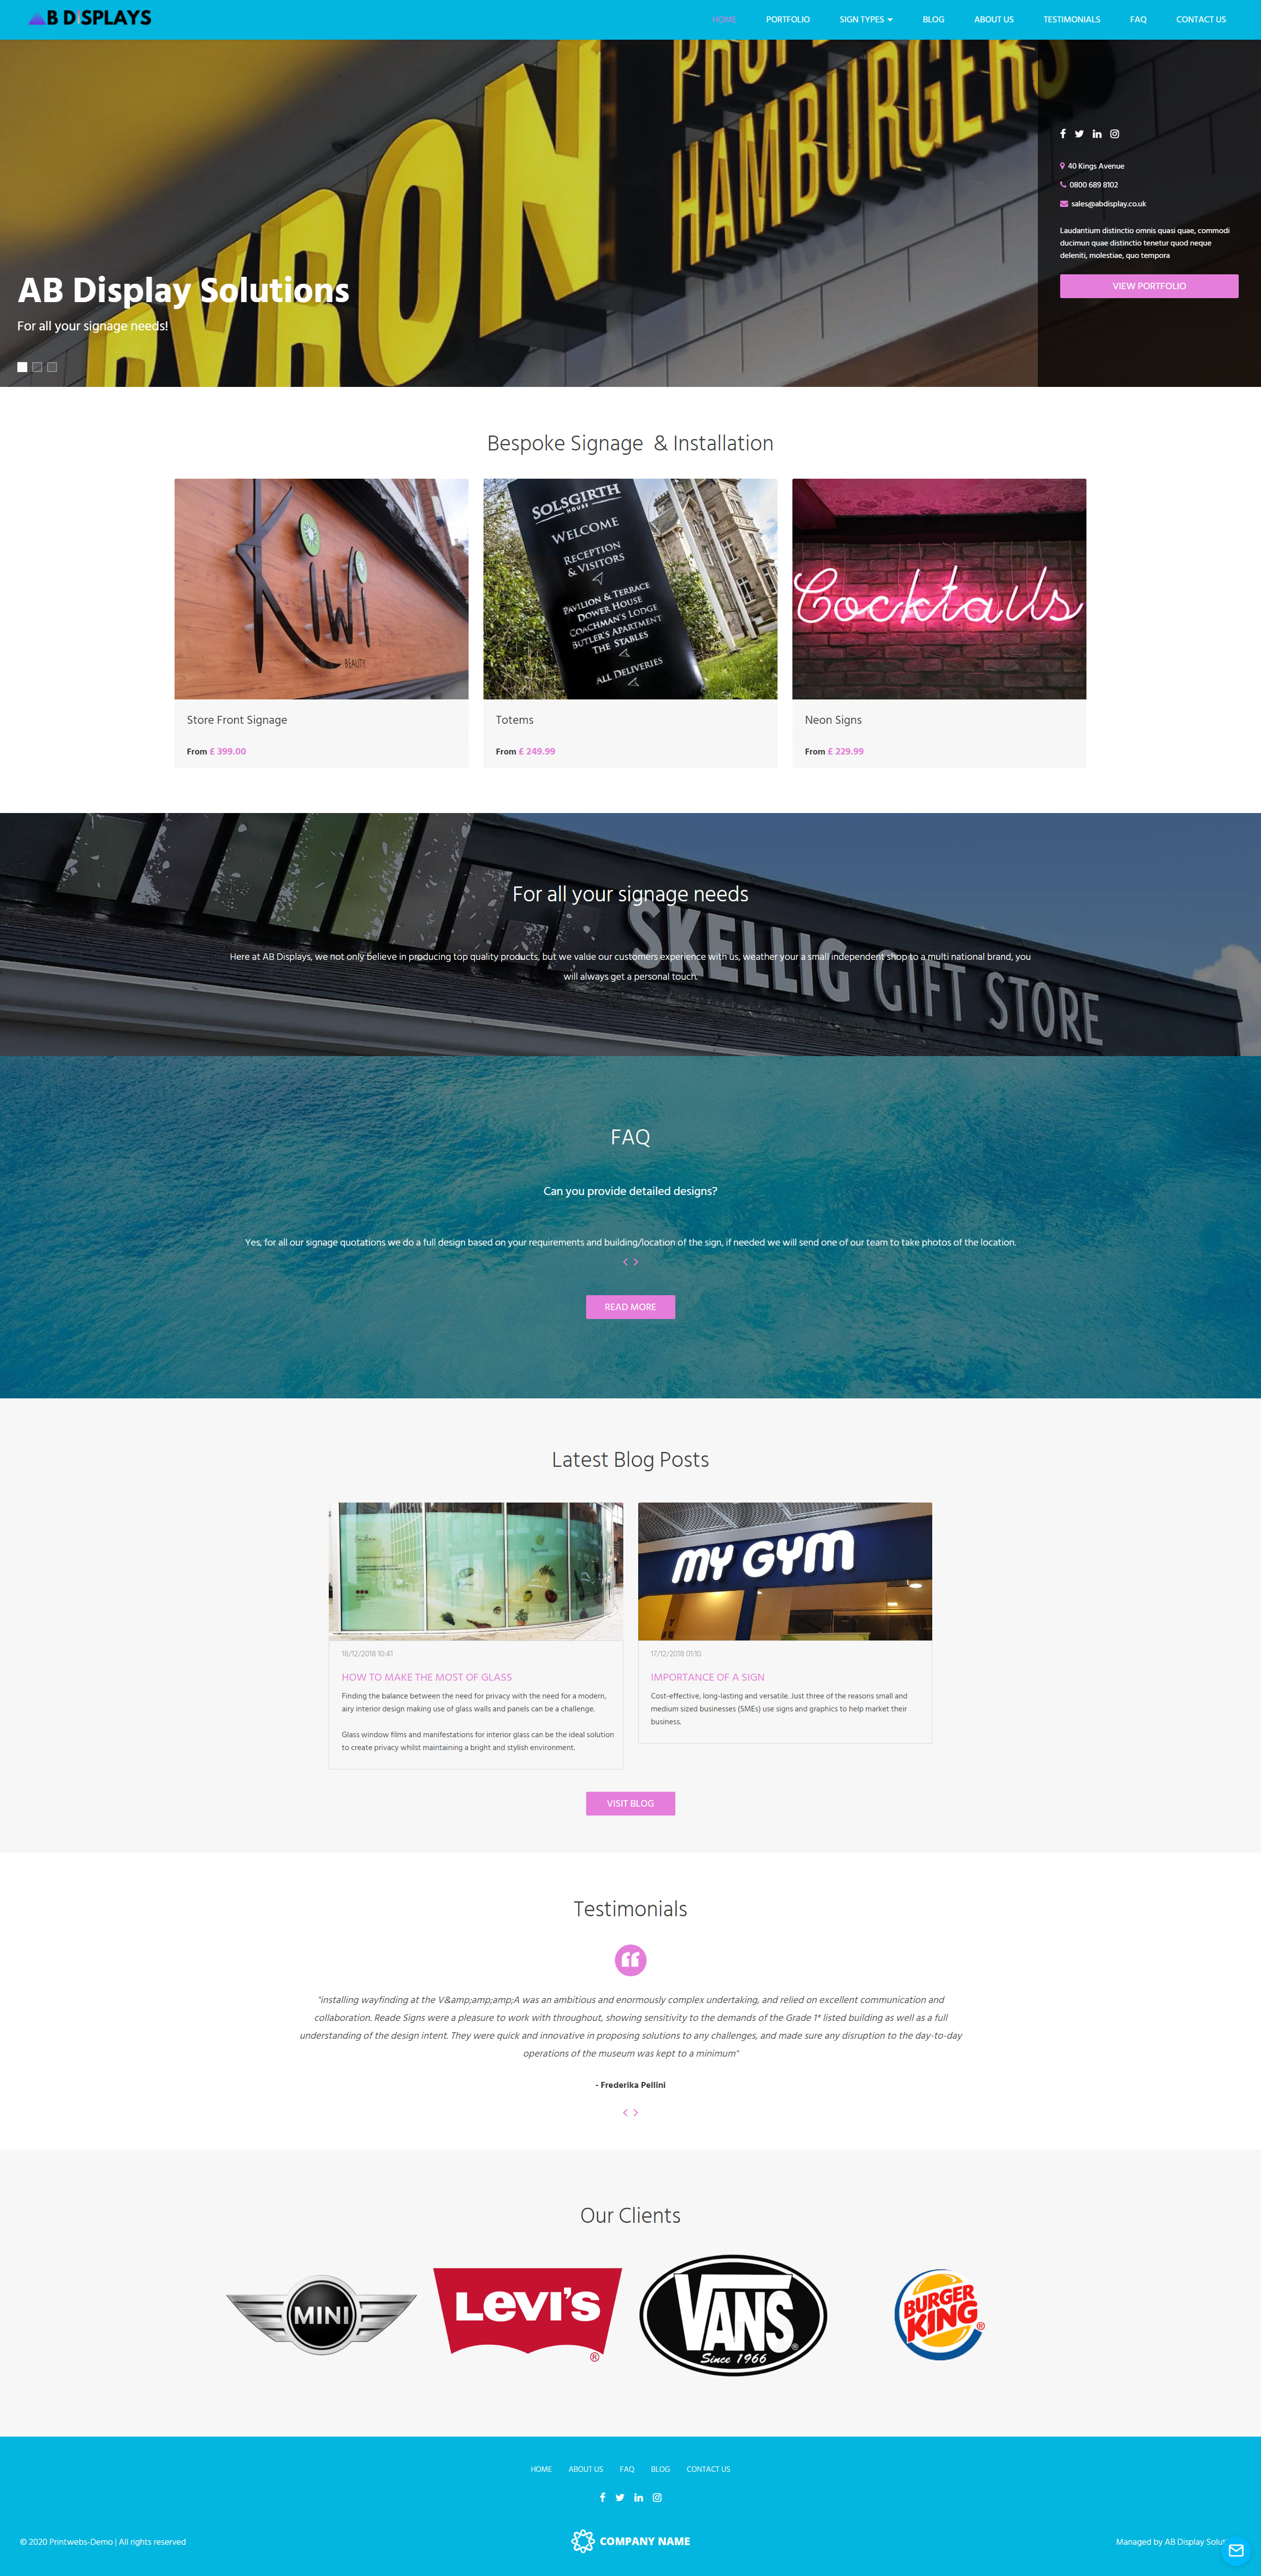 AB DISPLAYS
HOME PORTFOLIO SIGN TYPES BLOG ABOUT US TESTIMONIALS FAQ CONTACT US
HAMBURGERS
BYRON
40 Kings Avenue
0800 689 8102
sales@abdisplay.co.uk
Laudantium distinctio omnis quasi quae, commodi
ducimun quae distinctio tenetur quod neque
deleniti, molestiae, quo tempora
VIEW PORTFOLIO
AB Display Solutions
For all your signage needs!
Bespoke Signage & Installation
KIWI
BEAUTY
SOLSGIRTH
HOUSE
WELCOME
RECEPTION
& VISITORS
PAVILION & TERRACE
DOWER HOUSE
COACHMAN'S LODGE
BUTLER'S APARTMENT
THE STABLES
ALL DELIVERIES
Cocktails
Store Front Signage
From £ 399.00
Totems
From £ 249.99
Neon Signs
From £ 229.99
For all your signage needs
SKELLIG GIFT STORE
Here at AB Displays, we not only believe in producing top quality products, but we value our customers experience with us, weather your a small independent shop to a multi national brand, you
will always get a personal touch.
FAQ
Can you provide detailed designs?
Yes, for all our signage quotations we do a full design based on your requirements and building/location of the sign, if needed we will send one of our team to take photos of the location.
READ MORE
Latest Blog Posts
MY GYM
18/12/2018 10:41
HOW TO MAKE THE MOST OF GLASS
Finding the balance between the need for privacy with the need for a modern,
airy interior design making use of glass walls and panels can be a challenge.
Glass window films and manifestations for interior glass can be the ideal solution
to create privacy whilst maintaining a bright and stylish environment.
17/12/2018 01:10
IMPORTANCE OF A SIGN
Cost-effective, long-lasting and versatile. Just three of the reasons small and
medium sized businesses (SMEs) use signs and graphics to help market their
business.
VISIT BLOG
Testimonials
"installing wayfinding at the V&amp;amp;amp;A was an ambitious and enormously complex undertaking, and relied on excellent communication and
collaboration. Reade Signs were a pleasure to work with throughout, showing sensitivity to the demands of the Grade 1* listed building as well as a full
understanding of the design intent. They were quick and innovative in proposing solutions to any challenges, and made sure any disruption to the day-to-day
operations of the museum was kept to a minimum"
- Frederika Pellini
Our Clients
MINI
LEVI'S ®
VANS ®
Since 1966
BURGER KING ®
HOME ABOUT US FAQ BLOG CONTACT US
© 2020 Printwebs-Demo | All rights reserved
COMPANY NAME
Managed by AB Display